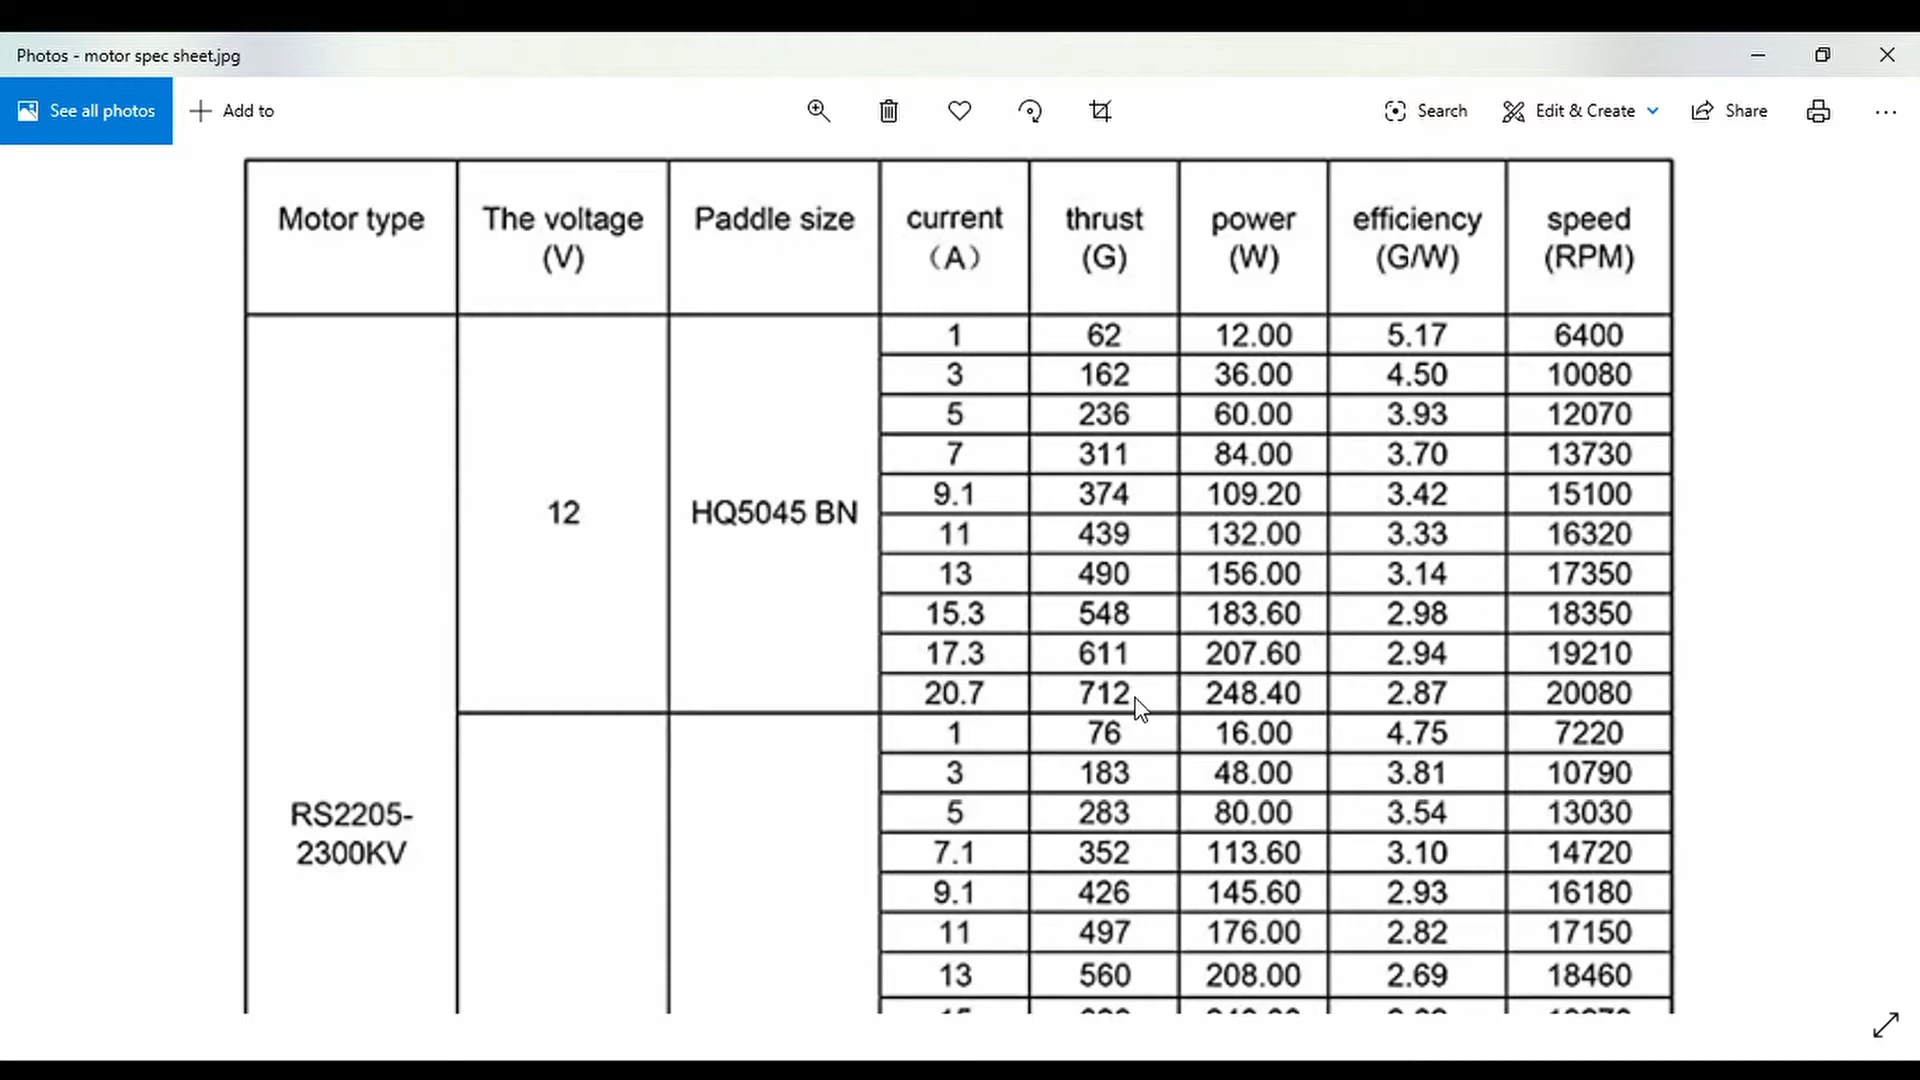 Photos - motor spec sheet.jpg
See all photos Add to Search Edit & Create Share
Motor type The voltage (V) Paddle size current (A) thrust (G) power (W) efficiency (G/W) speed (RPM)
1 62 12.00 5.17 6400
3 162 36.00 4.50 10080
5 236 60.00 3.93 12070
7 311 84.00 3.70 13730
9.1 374 109.20 3.42 15100
12 HQ5045 BN
11 439 132.00 3.33 16320
13 490 156.00 3.14 17350
15.3 548 183.60 2.98 18350
17.3 611 207.60 2.94 19210
20.7 712 248.40 2.87 20080
1 76 16.00 4.75 7220
3 183 48.00 3.81 10790
5 283 80.00 3.54 13030
RS2205-
2300KV
7.1 352 113.60 3.10 14720
9.1 426 145.60 2.93 16180
11 497 176.00 2.82 17150
13 560 208.00 2.69 18460